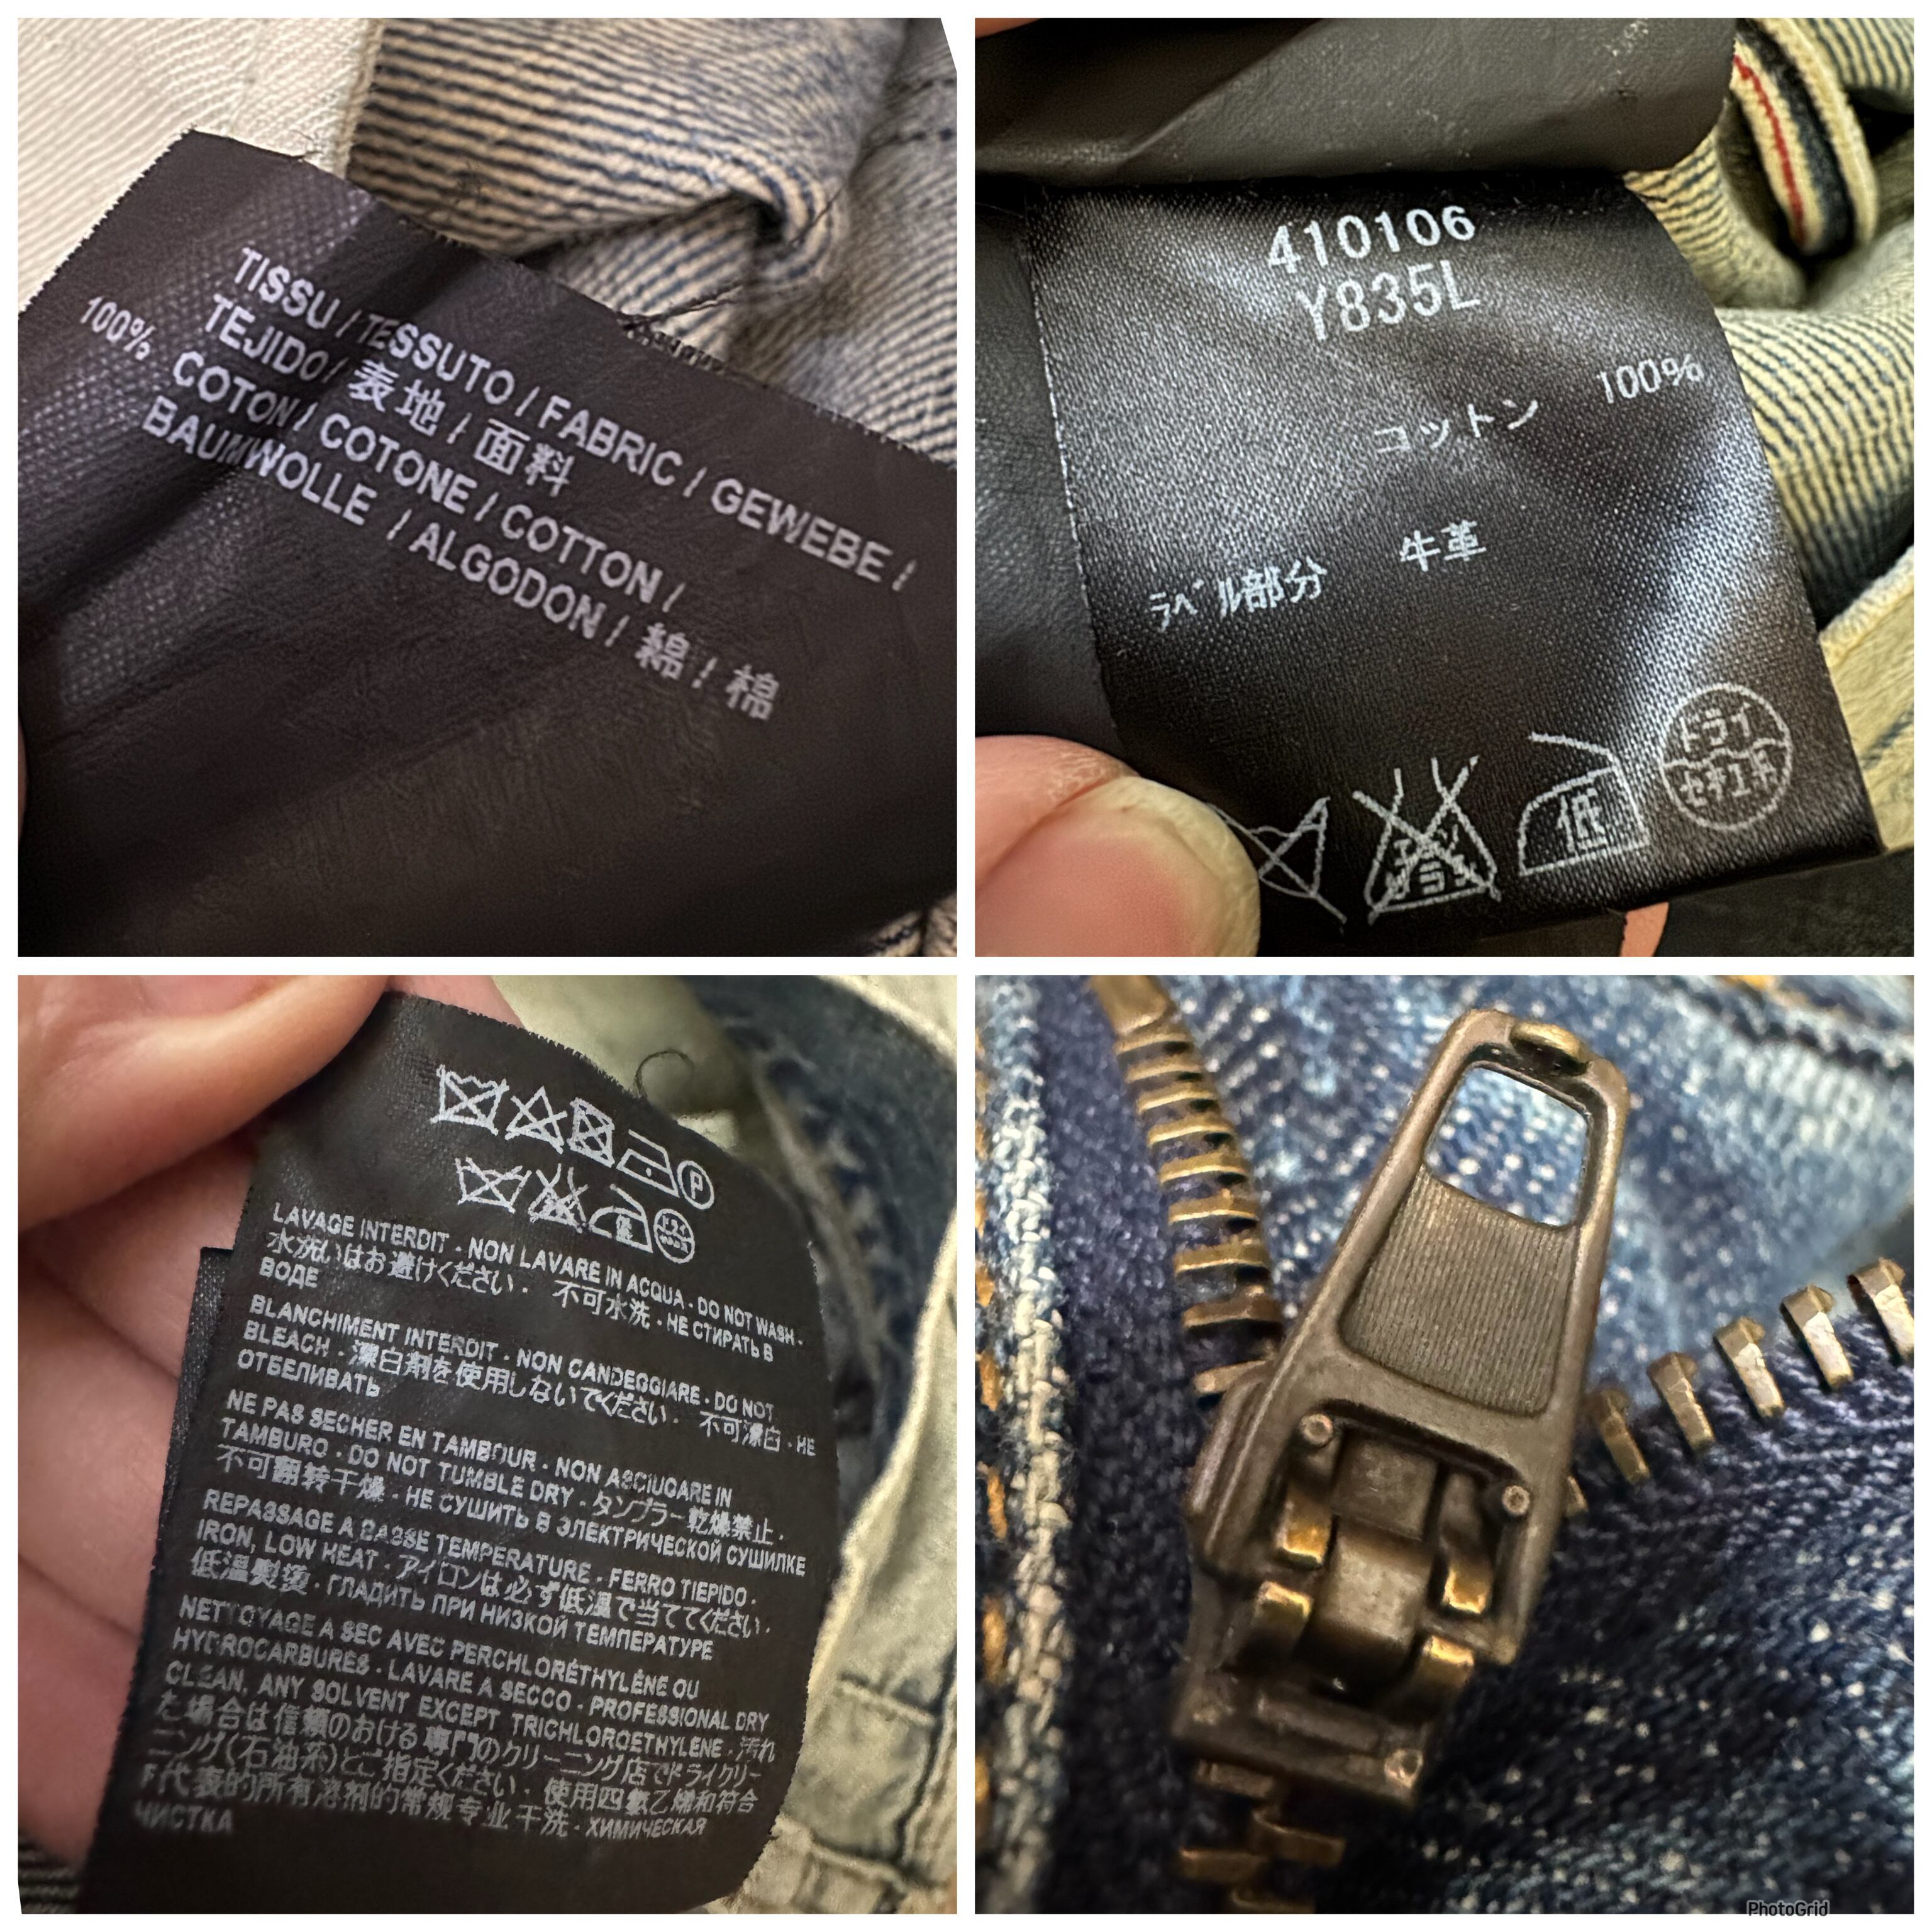 TISSU / TESSUTO / FABRIC / GEWEBE /
TEJIDO / 表地 / 面料
100% COTON / COTONE / COTTON /
BAUMWOLLE / ALGODON / 綿 / 棉
410106
Y835L
100%
コットン
ラベル部分 牛革
低
ドライ
セキユ系
P
LAVAGE INTERDIT · NON LAVARE IN ACQUA · DO NOT WASH ·
水洗いはお避けください · 不可水洗 · НЕ СТИРАТЬ В
ВОДЕ
BLANCHIMENT INTERDIT · NON CANDEGGIARE · DO NOT
BLEACH · 漂白剤を使用しないでください · 不可漂白 · НЕ
ОТБЕЛИВАТЬ
NE PAS SECHER EN TAMBOUR · NON ASCIUGARE IN
TAMBURO · DO NOT TUMBLE DRY · タンブラー乾燥禁止 ·
不可翻转干燥 · НЕ СУШИТЬ В ЭЛЕКТРИЧЕСКОЙ СУШИЛКЕ
REPASSAGE A BASSE TEMPERATURE · FERRO TIEPIDO ·
IRON, LOW HEAT · アイロンは必ず低温で当ててください ·
低温熨烫 · ГЛАДИТЬ ПРИ НИЗКОЙ ТЕМПЕРАТУРЕ
NETTOYAGE A SEC AVEC PERCHLORÉTHYLÈNE OU
HYDROCARBURES · LAVARE A SECCO · PROFESSIONAL DRY
CLEAN, ANY SOLVENT EXCEPT TRICHLOROETHYLENE · 汚れ
た場合は信頼のおける専門のクリーニング店でドライクリー
ニング(石油系)とご指定ください · 使用四氯乙烯和符合
F代表的所有溶剂的常规专业干洗 · ХИМИЧЕСКАЯ
ЧИСТКА
PhotoGrid